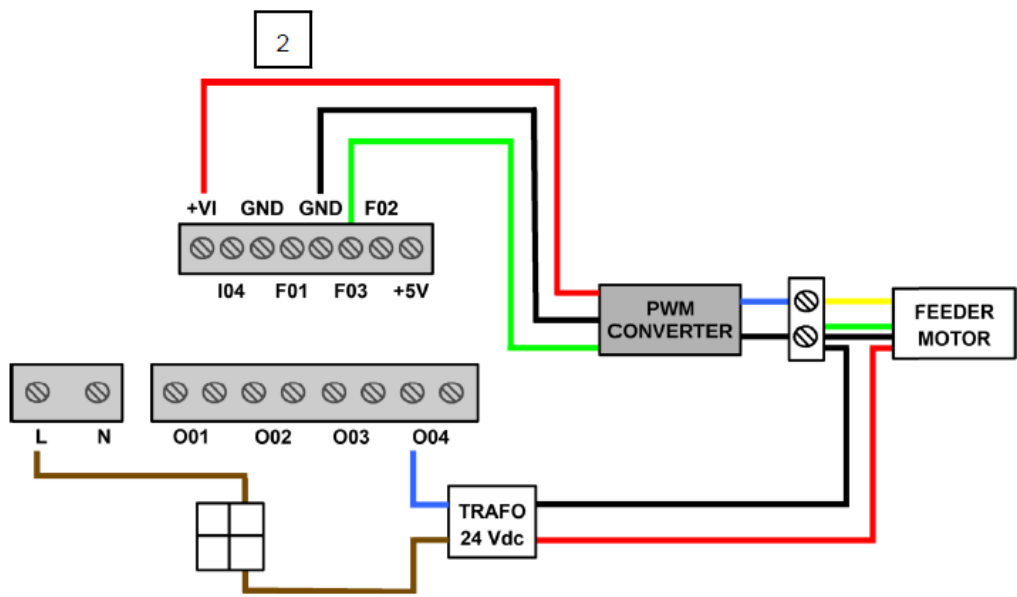 2
+VI GND GND F02
I04 F01 F03 +5V
PWM
CONVERTER
FEEDER
MOTOR
L N O01 O02 O03 O04
TRAFO
24 Vdc